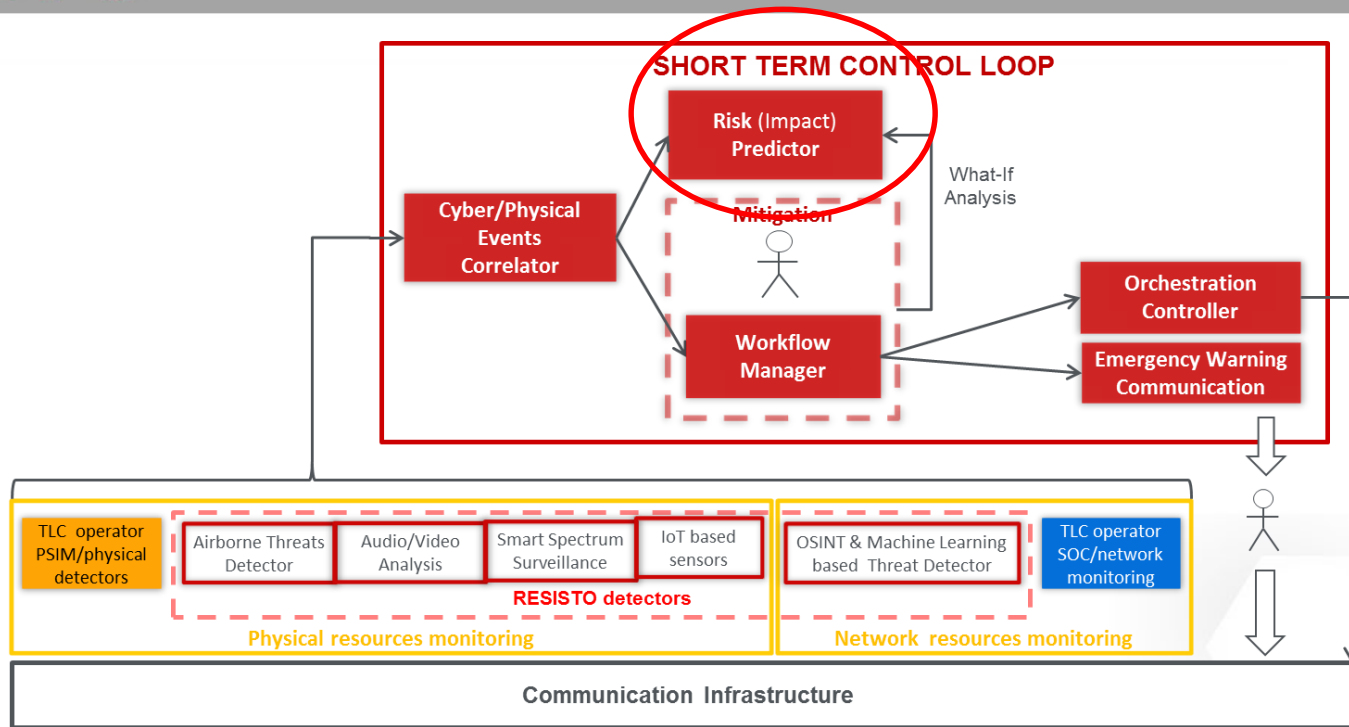 SHORT TERM CONTROL LOOP
Risk (Impact)
Predictor
What-If
Analysis
Cyber/Physical
Events
Correlator
Mitigation
Workflow
Manager
Orchestration
Controller
Emergency Warning
Communication
TLC operator
PSIM/physical
detectors
Airborne Threats
Detector
Audio/Video
Analysis
Smart Spectrum
Surveillance
IoT based
sensors
OSINT & Machine Learning
based Threat Detector
TLC operator
SOC/network
monitoring
RESISTO detectors
Physical resources monitoring
Network resources monitoring
Communication Infrastructure